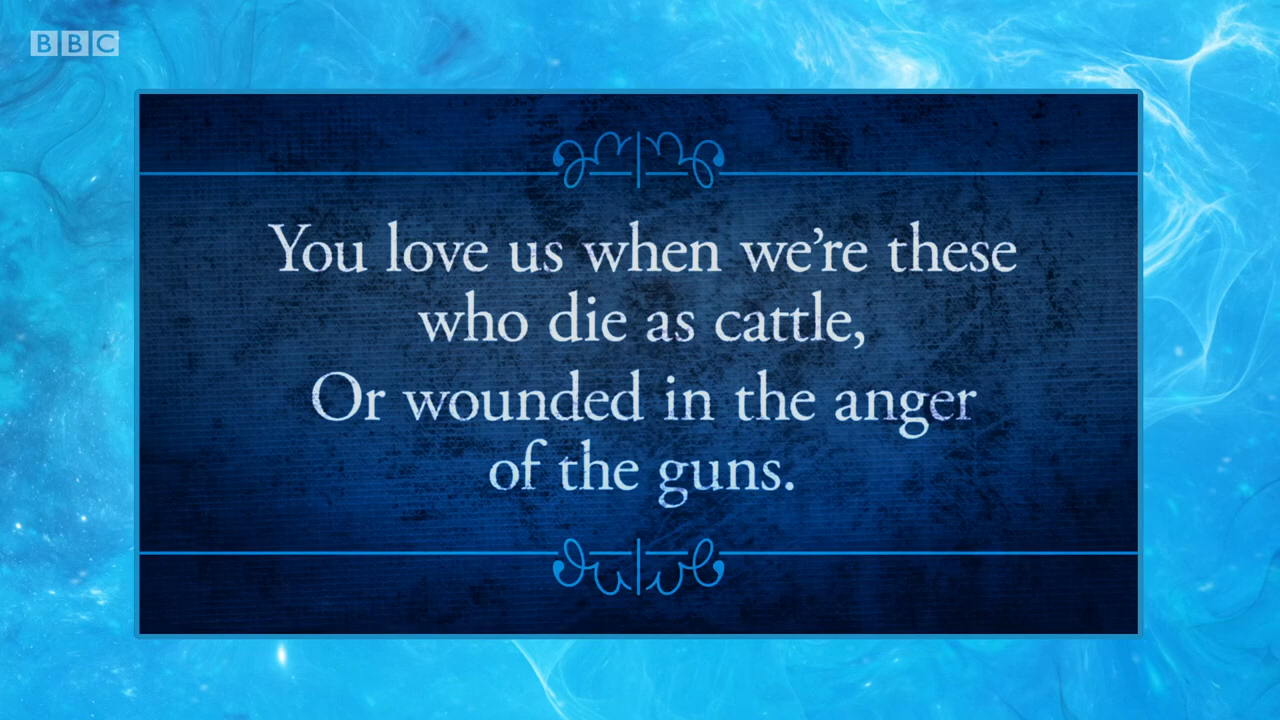 BBC
You love us when we’re these
who die as cattle,
Or wounded in the anger
of the guns.